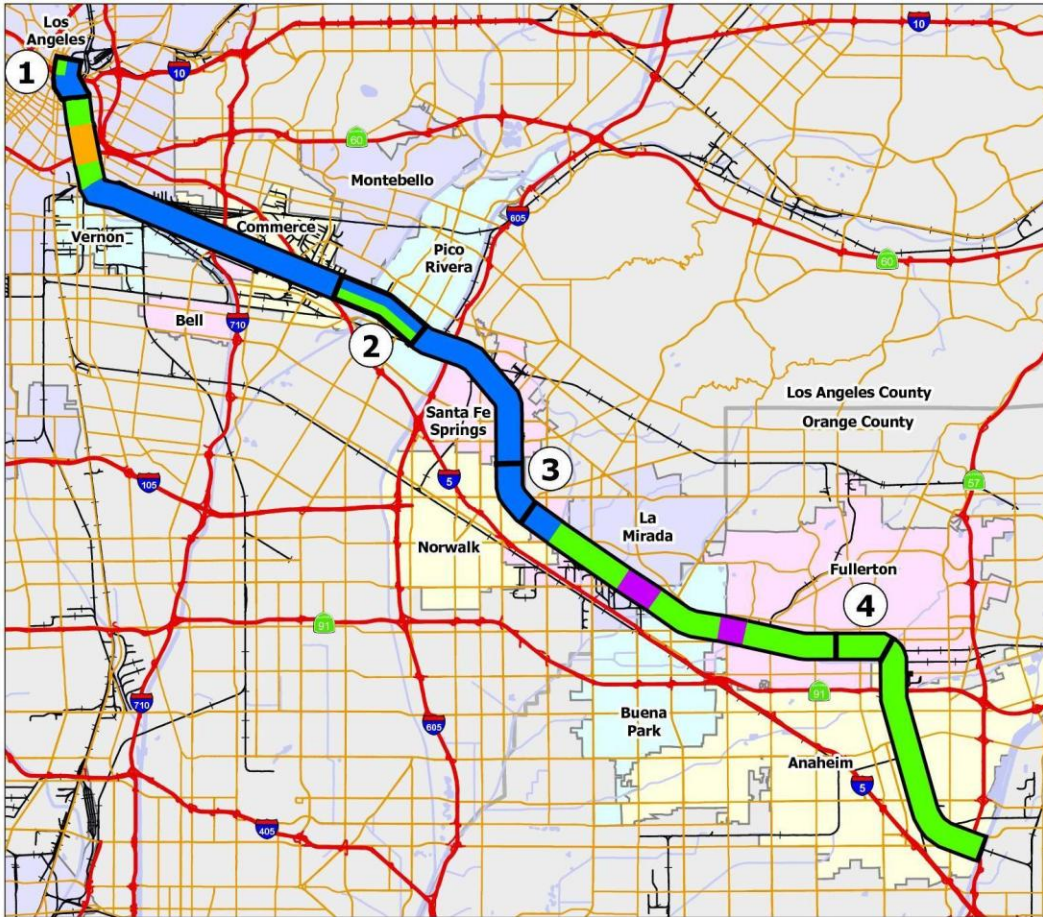 Los
Angeles
10
1
10
60
Montebello
605
Commerce
Vernon
Pico
Rivera
60
Bell
710
2
Los Angeles County
Orange County
Santa Fe
Springs
3
57
5
105
La
Mirada
Norwalk
Fullerton
4
91
91
710
605
Buena
Park
Anaheim
5
405